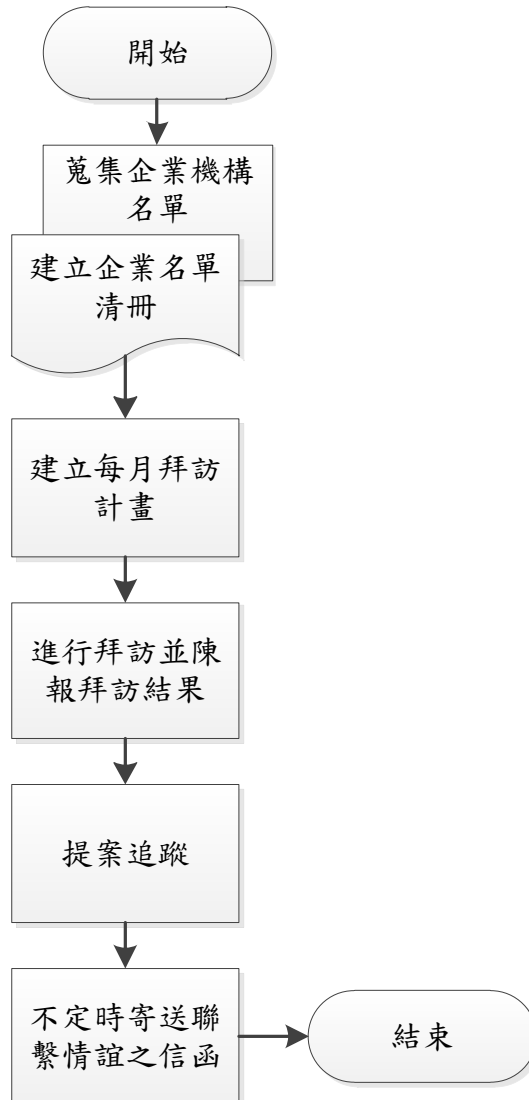 開始
蒐集企業機構
名單
建立企業名單
清冊
建立每月拜訪
計畫
進行拜訪並陳
報拜訪結果
提案追蹤
不定時寄送聯
繫情誼之信函
結束